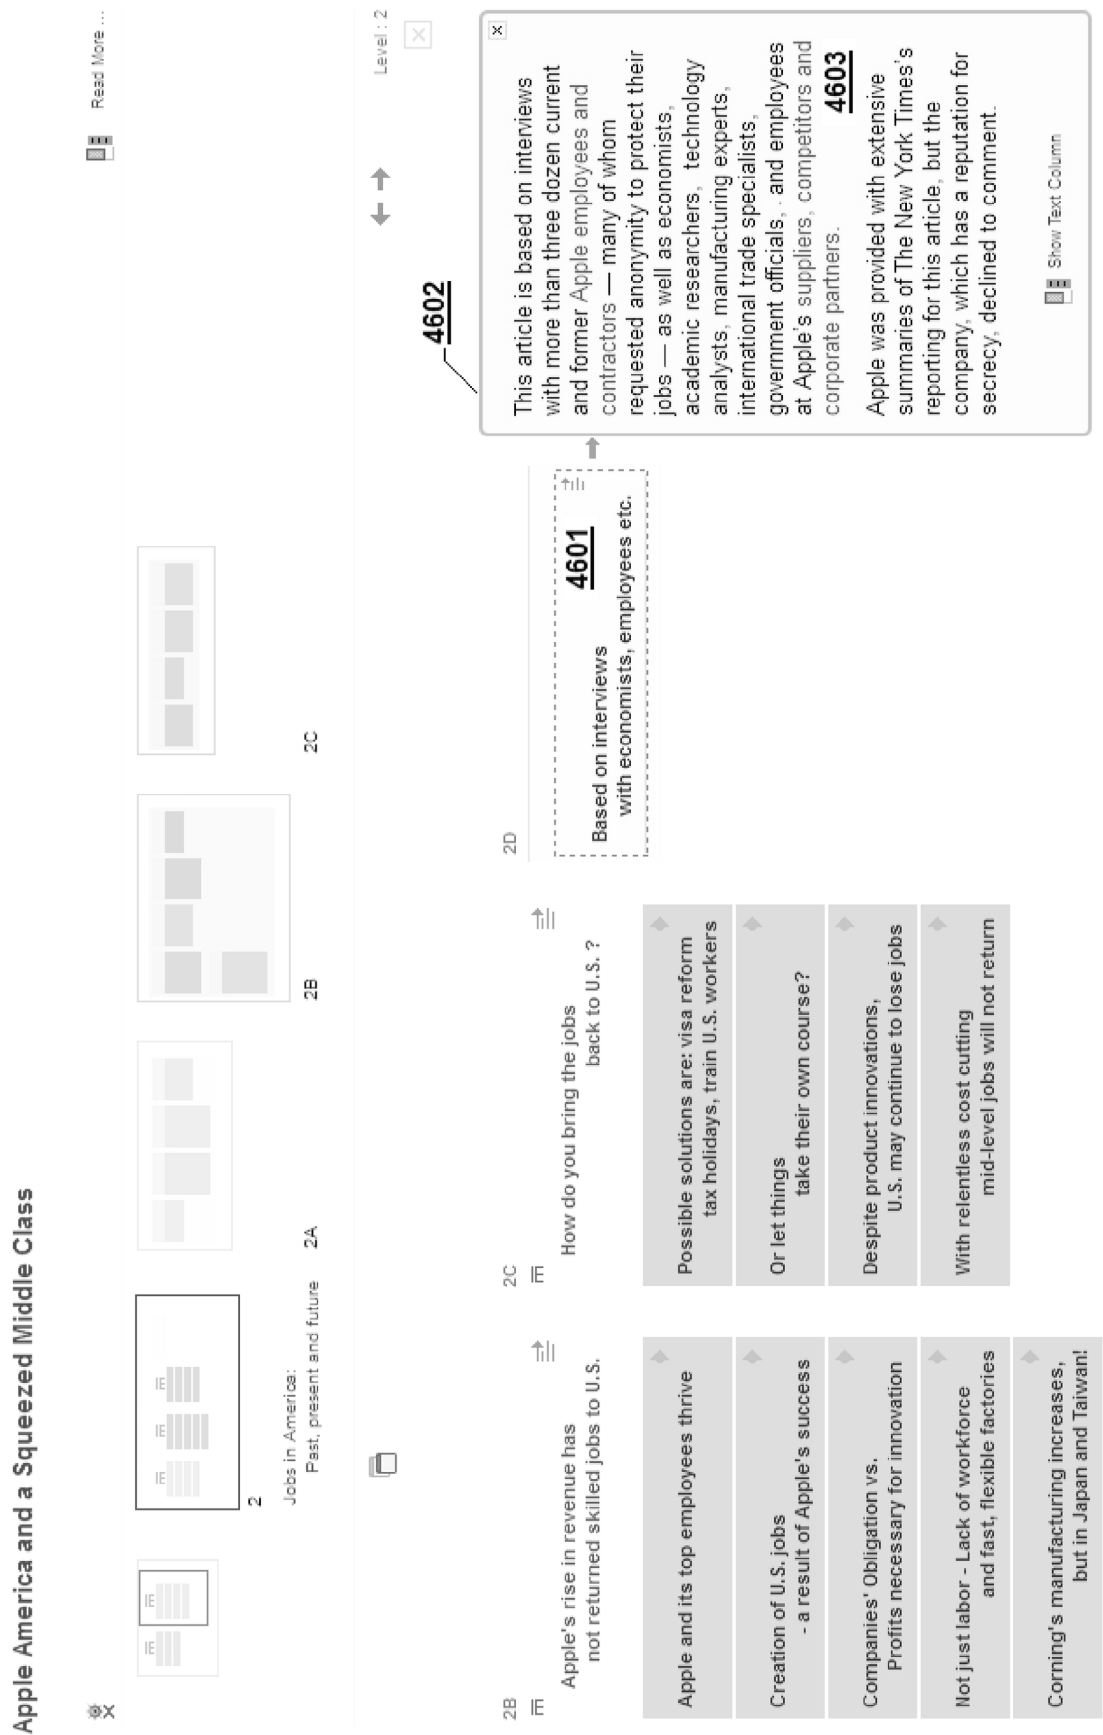 Apple America and a Squeezed Middle Class
Read More ...
2
Jobs in America:
Past, present and future
2A
2B
2C
Level : 2
2B
Apple's rise in revenue has
not returned skilled jobs to U.S.
Apple and its top employees thrive
Creation of U.S. jobs
- a result of Apple's success
Companies' Obligation vs.
Profits necessary for innovation
Not just labor - Lack of workforce
and fast, flexible factories
Corning's manufacturing increases,
but in Japan and Taiwan!
2C
How do you bring the jobs
back to U.S. ?
Possible solutions are: visa reform
tax holidays, train U.S. workers
Or let things
take their own course?
Despite product innovations,
U.S. may continue to lose jobs
With relentless cost cutting
mid-level jobs will not return
2D
4601
Based on interviews
with economists, employees etc.
4602
This article is based on interviews
with more than three dozen current
and former Apple employees and
contractors — many of whom
requested anonymity to protect their
jobs — as well as economists,
academic researchers, technology
analysts, manufacturing experts,
international trade specialists,
government officials, . and employees
at Apple's suppliers, competitors and
corporate partners.
4603
Apple was provided with extensive
summaries of The New York Times's
reporting for this article, but the
company, which has a reputation for
secrecy, declined to comment.
Show Text Column